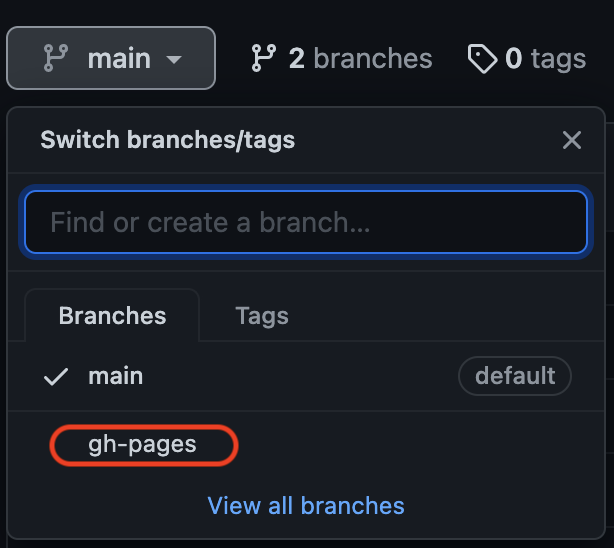 main 2 branches 0 tags
Switch branches/tags
Find or create a branch...
Branches Tags
main default
gh-pages
View all branches